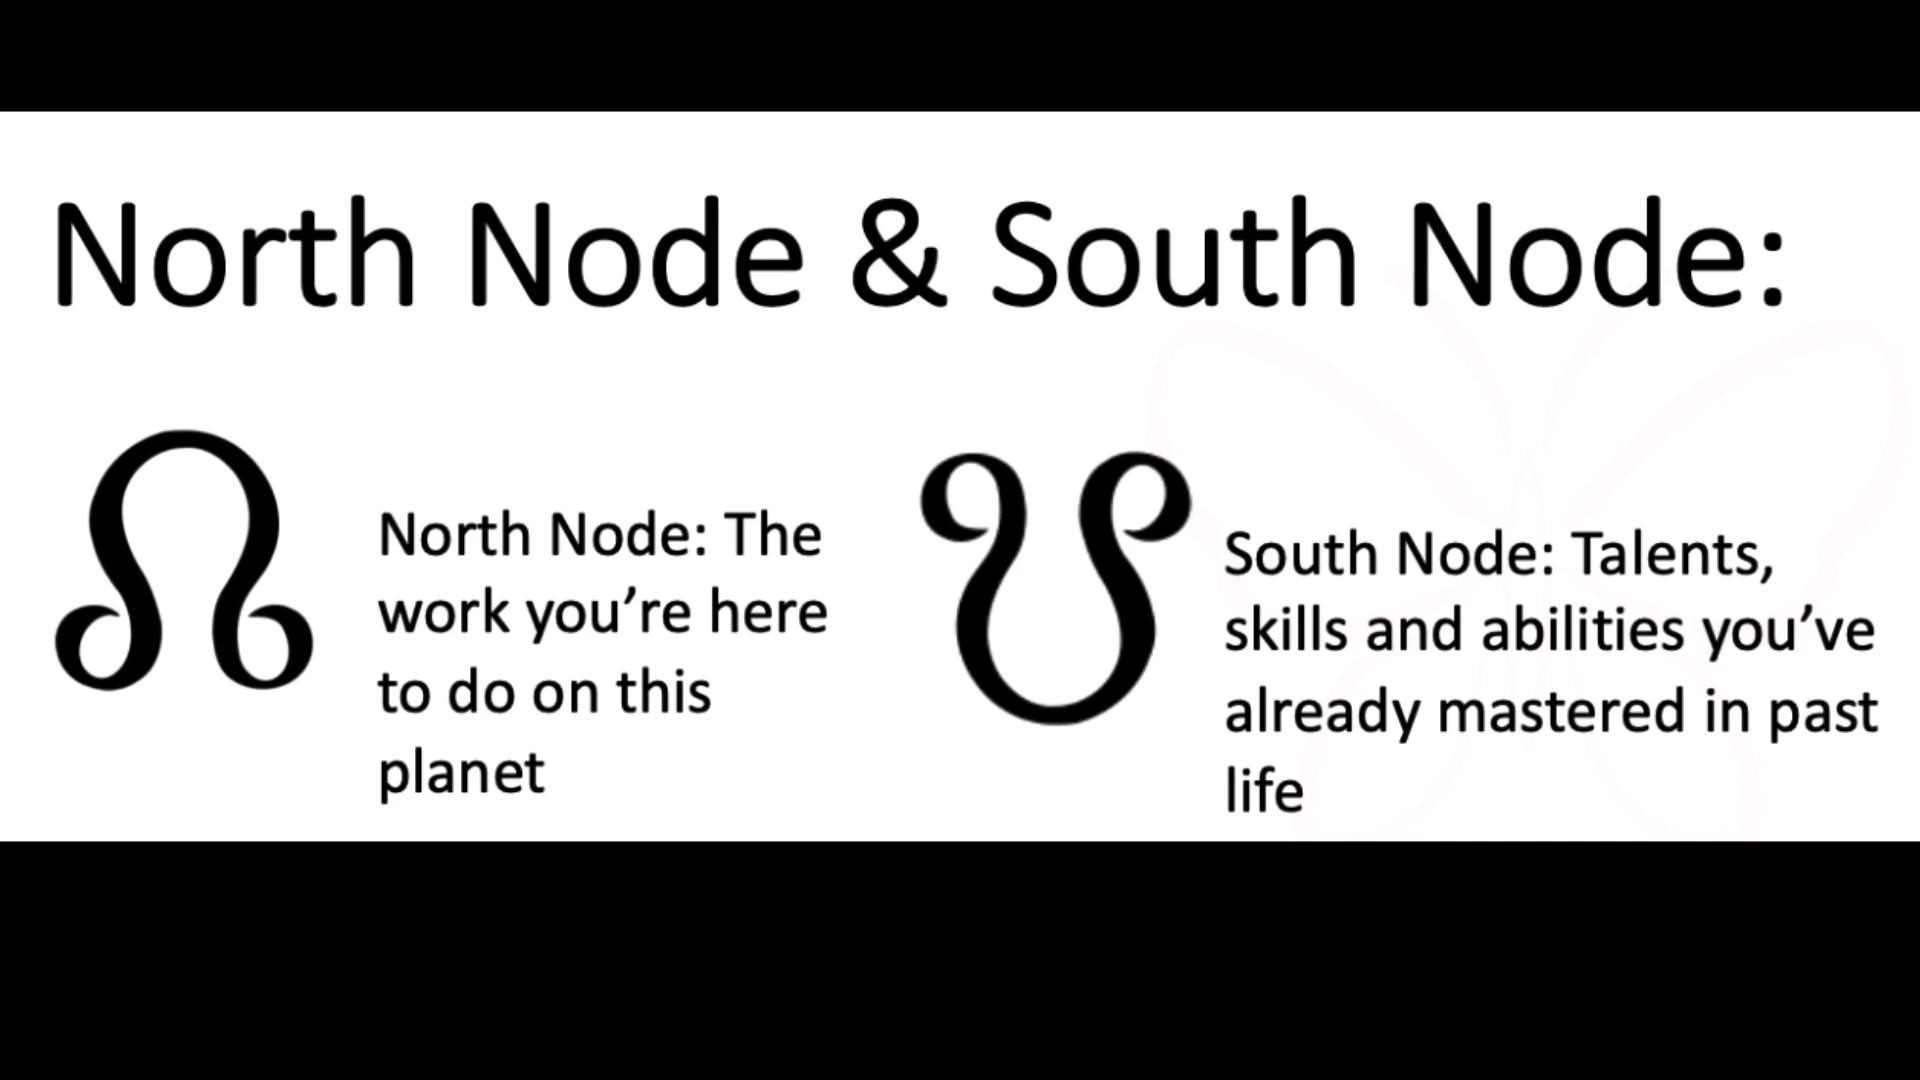 North Node & South Node:
North Node: The
work you’re here
to do on this
planet
South Node: Talents,
skills and abilities you’ve
already mastered in past
life